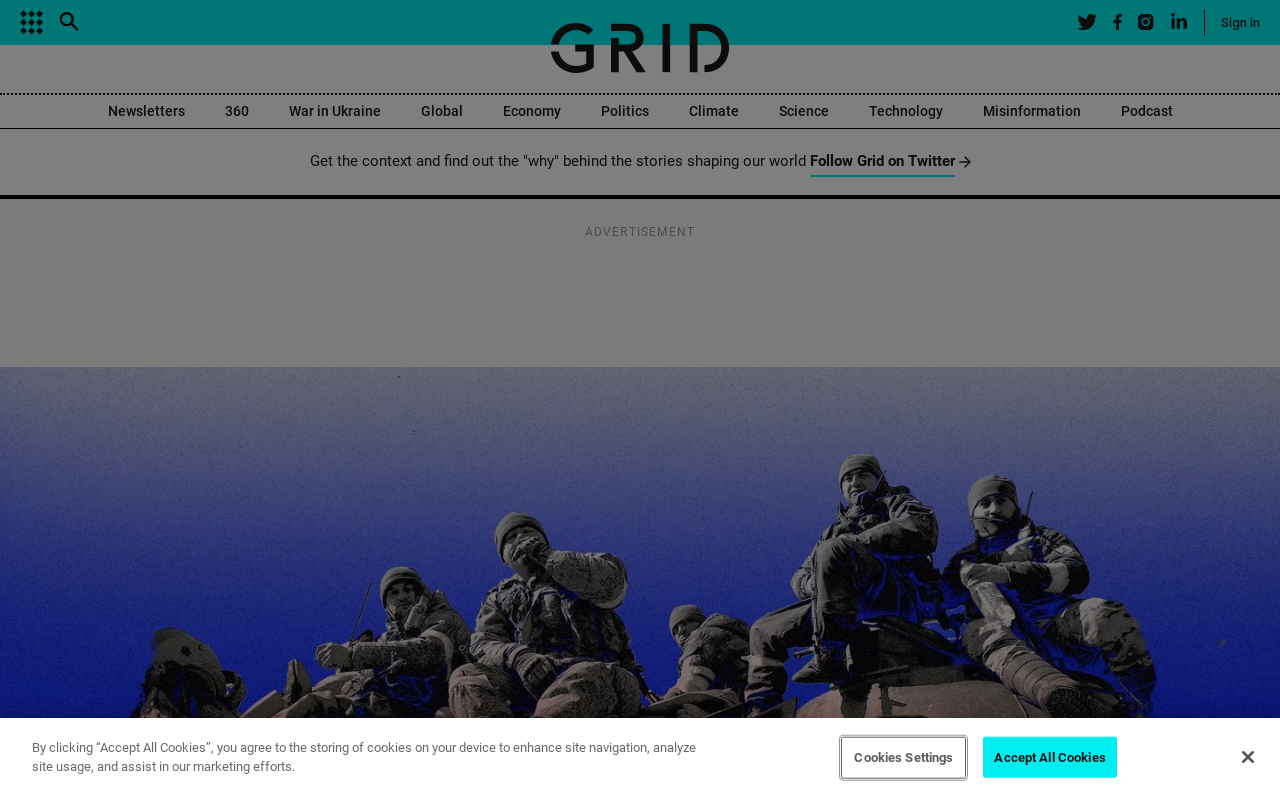 GRID
Sign in
Newsletters 360 War in Ukraine Global Economy Politics Climate Science Technology Misinformation Podcast
Get the context and find out the "why" behind the stories shaping our world Follow Grid on Twitter
ADVERTISEMENT
By clicking “Accept All Cookies”, you agree to the storing of cookies on your device to enhance site navigation, analyze
site usage, and assist in our marketing efforts.
Cookies Settings
Accept All Cookies